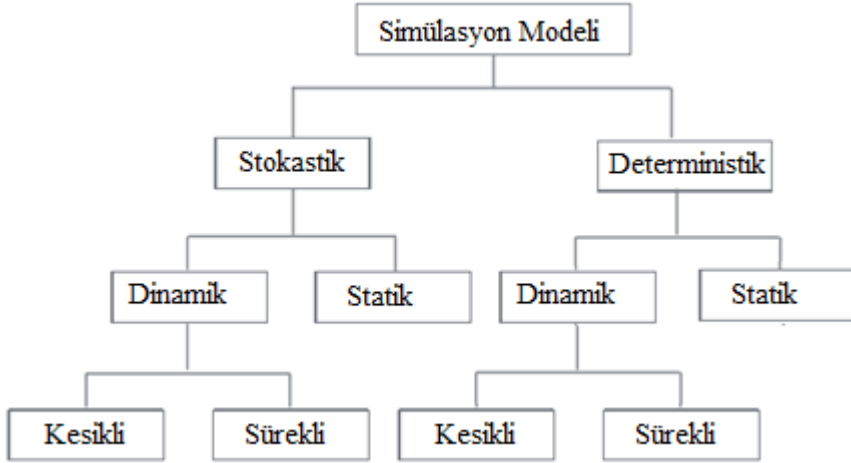 Simülasyon Modeli
Stokastik
Deterministik
Dinamik
Statik
Dinamik
Statik
Kesikli
Sürekli
Kesikli
Sürekli